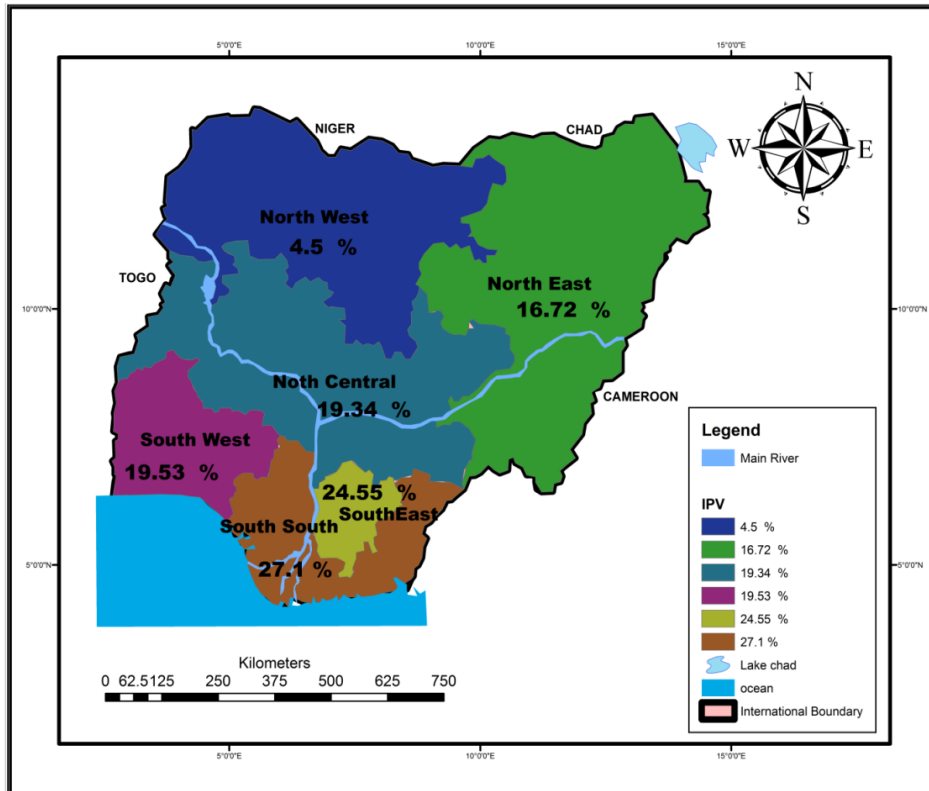 5°0'0"E
10°0'0"E
15°0'0"E
N
W
E
S
NIGER
CHAD
North West
4.5 %
TOGO
North East
16.72 %
10°0'0"N
10°0'0"N
Noth Central
19.34 %
CAMEROON
South West
19.53 %
24.55 %
SouthEast
South South
27.1 %
5°0'0"N
5°0'0"N
Legend
Main River
IPV
4.5 %
16.72 %
19.34 %
19.53 %
24.55 %
27.1 %
Lake chad
ocean
International Boundary
Kilometers
0 62.5 125 250 375 500 625 750
5°0'0"E
10°0'0"E
15°0'0"E